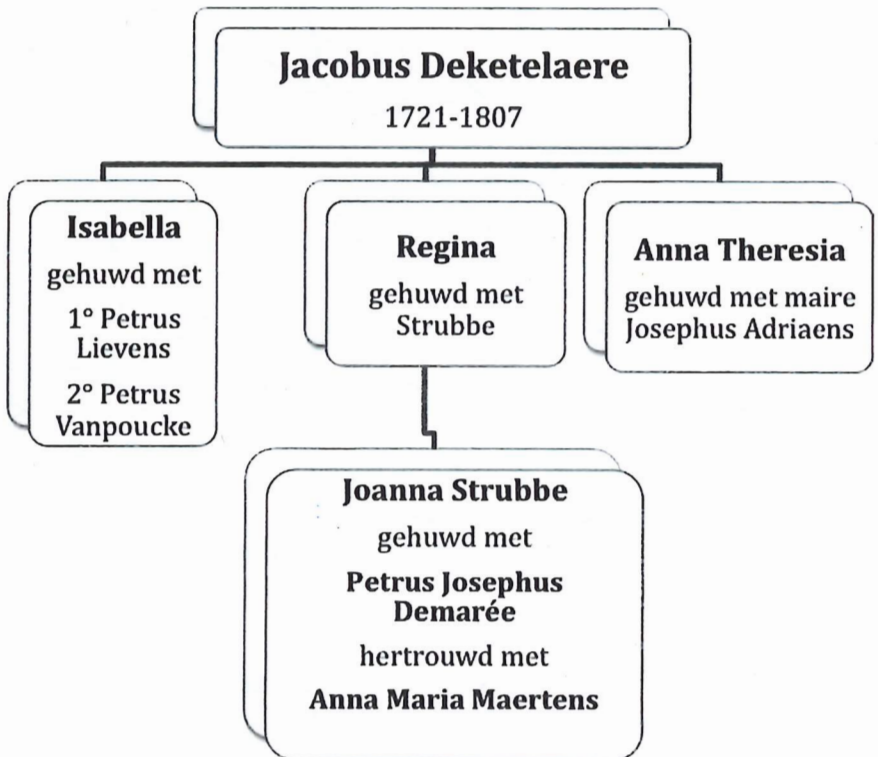 Jacobus Deketelaere
1721-1807
Isabella
gehuwd met
1° Petrus
Lievens
2° Petrus
Vanpoucke
Regina
gehuwd met
Strubbe
Anna Theresia
gehuwd met maire
Josephus Adriaens
Joanna Strubbe
gehuwd met
Petrus Josephus
Demarée
hertrouwd met
Anna Maria Maertens